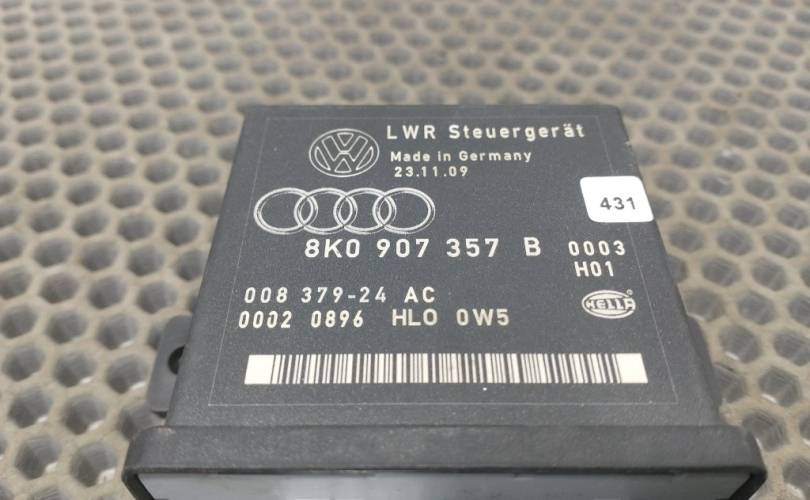 LWR Steuergerät
Made in Germany
23.11.09
431
8K0 907 357 B 0003
H01
008 379-24 AC
0002 0896 HLO 0W5
HELLA